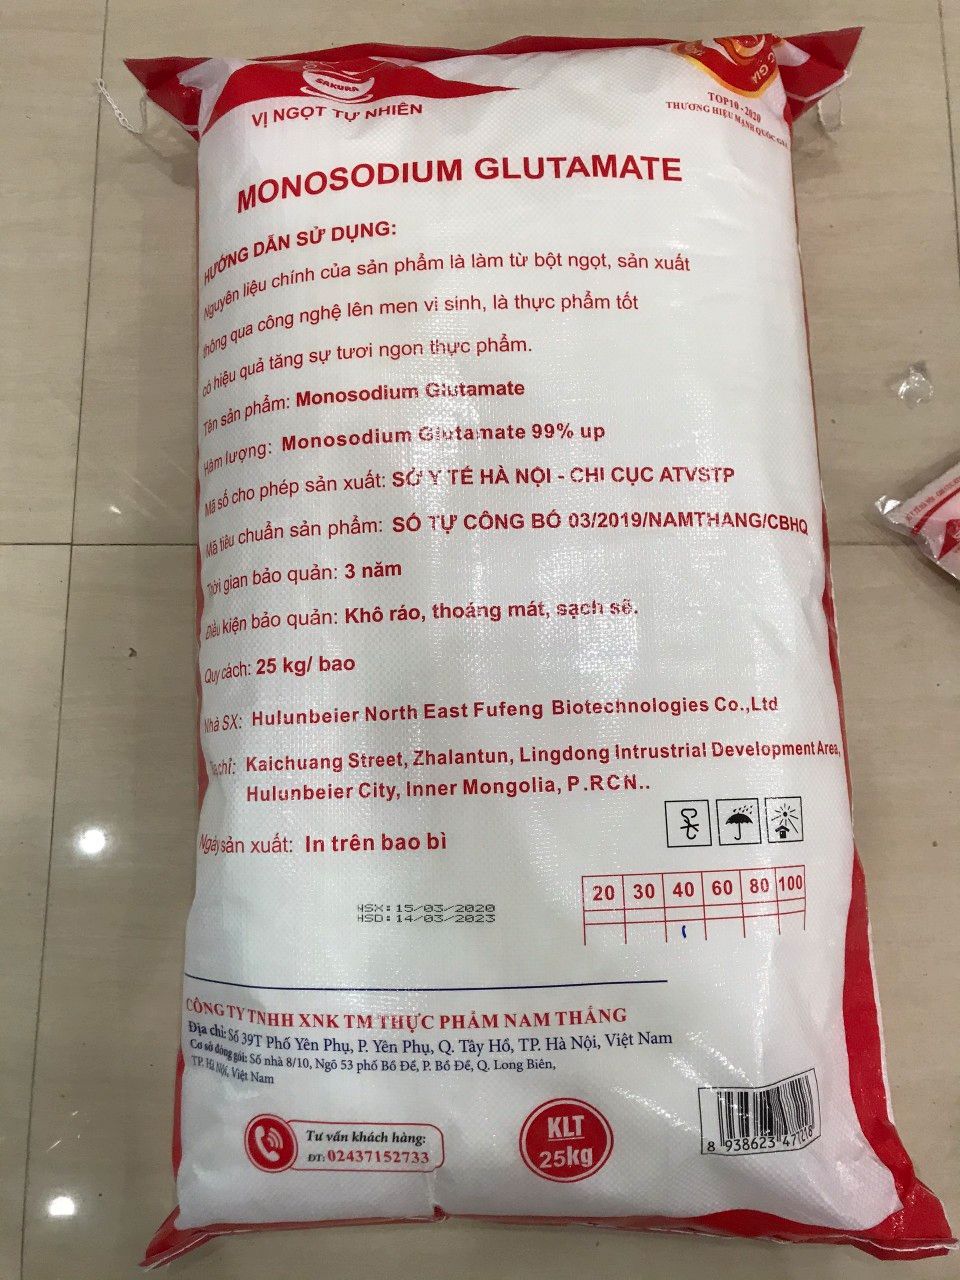 SAKURA
VỊ NGỌT TỰ NHIÊN
GIA
TOP10 - 2020
THƯƠNG HIỆU MẠNH QUỐC GIA
MONOSODIUM GLUTAMATE
HƯỚNG DẪN SỬ DỤNG:
Nguyên liệu chính của sản phẩm là làm từ bột ngọt, sản xuất
thông qua công nghệ lên men vị sinh, là thực phẩm tốt
có hiệu quả tăng sự tươi ngon thực phẩm.
Tên sản phẩm: Monosodium Glutamate
Hàm lượng: Monosodium Glutamate 99% up
Mã số cho phép sản xuất: SỞ Y TẾ HÀ NỘI - CHI CỤC ATVSTP
Mã tiêu chuẩn sản phẩm: SÓ TỰ CÔNG BÓ 03/2019/NAMTHANG/CBHQ
Thời gian bảo quản: 3 năm
Điều kiện bảo quản: Khô ráo, thoáng mát, sạch sẽ.
Quy cách: 25 kg/ bao
Nhà SX: Hulunbeier North East Fufeng Biotechnologies Co.,Ltd
Địa chỉ: Kaichuang Street, Zhalantun, Lingdong Intrustrial Development Area,
Hulunbeier City, Inner Mongolia, P.RCN..
Ngày sản xuất: In trên bao bì
20 30 40 60 80 100
NSX: 15/03/2020
HSD: 14/03/2023
CÔNG TY TNHH XNK TM THỰC PHẨM NAM THẮNG
Địa chỉ: Số 39T Phố Yên Phụ, P. Yên Phụ, Q. Tây Hồ, TP. Hà Nội, Việt Nam
Cơ sở đóng gói: Số nhà 8/10, Ngõ 53 phố Bồ Đề, P. Bồ Đề, Q. Long Biên,
TP. Hà Nội, Việt Nam
Tư vấn khách hàng:
ĐT: 02437152733
KLT
25kg
8 938623 471218